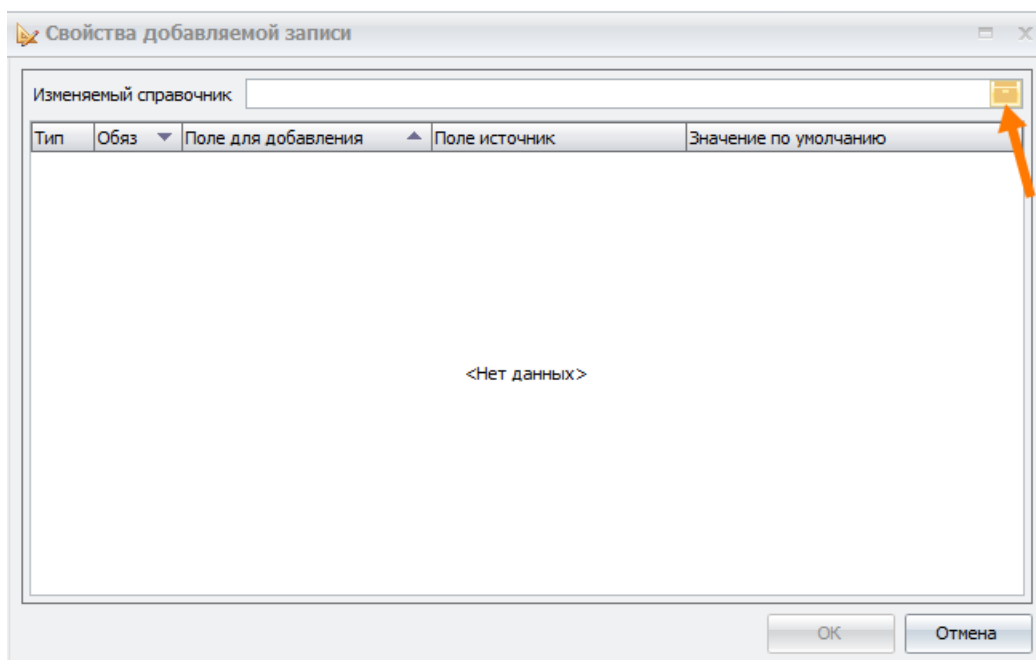 Свойства добавляемой записи
Изменяемый справочник
Тип Обяз Поле для добавления Поле источник Значение по умолчанию
<Нет данных>
OK Отмена